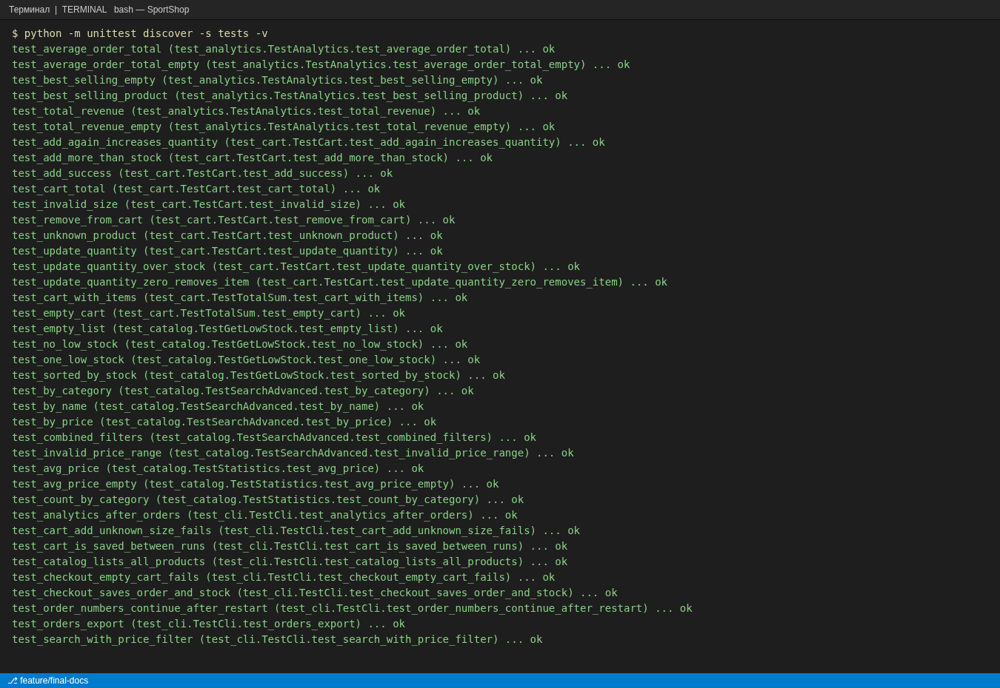 Терминал | TERMINAL bash — SportShop
$ python -m unittest discover -s tests -v
test_average_order_total (test_analytics.TestAnalytics.test_average_order_total) ... ok
test_average_order_total_empty (test_analytics.TestAnalytics.test_average_order_total_empty) ... ok
test_best_selling_empty (test_analytics.TestAnalytics.test_best_selling_empty) ... ok
test_best_selling_product (test_analytics.TestAnalytics.test_best_selling_product) ... ok
test_total_revenue (test_analytics.TestAnalytics.test_total_revenue) ... ok
test_total_revenue_empty (test_analytics.TestAnalytics.test_total_revenue_empty) ... ok
test_add_again_increases_quantity (test_cart.TestCart.test_add_again_increases_quantity) ... ok
test_add_more_than_stock (test_cart.TestCart.test_add_more_than_stock) ... ok
test_add_success (test_cart.TestCart.test_add_success) ... ok
test_cart_total (test_cart.TestCart.test_cart_total) ... ok
test_invalid_size (test_cart.TestCart.test_invalid_size) ... ok
test_remove_from_cart (test_cart.TestCart.test_remove_from_cart) ... ok
test_unknown_product (test_cart.TestCart.test_unknown_product) ... ok
test_update_quantity (test_cart.TestCart.test_update_quantity) ... ok
test_update_quantity_over_stock (test_cart.TestCart.test_update_quantity_over_stock) ... ok
test_update_quantity_zero_removes_item (test_cart.TestCart.test_update_quantity_zero_removes_item) ... ok
test_cart_with_items (test_cart.TestTotalSum.test_cart_with_items) ... ok
test_empty_cart (test_cart.TestTotalSum.test_empty_cart) ... ok
test_empty_list (test_catalog.TestGetLowStock.test_empty_list) ... ok
test_no_low_stock (test_catalog.TestGetLowStock.test_no_low_stock) ... ok
test_one_low_stock (test_catalog.TestGetLowStock.test_one_low_stock) ... ok
test_sorted_by_stock (test_catalog.TestGetLowStock.test_sorted_by_stock) ... ok
test_by_category (test_catalog.TestSearchAdvanced.test_by_category) ... ok
test_by_name (test_catalog.TestSearchAdvanced.test_by_name) ... ok
test_by_price (test_catalog.TestSearchAdvanced.test_by_price) ... ok
test_combined_filters (test_catalog.TestSearchAdvanced.test_combined_filters) ... ok
test_invalid_price_range (test_catalog.TestSearchAdvanced.test_invalid_price_range) ... ok
test_avg_price (test_catalog.TestStatistics.test_avg_price) ... ok
test_avg_price_empty (test_catalog.TestStatistics.test_avg_price_empty) ... ok
test_count_by_category (test_catalog.TestStatistics.test_count_by_category) ... ok
test_analytics_after_orders (test_cli.TestCli.test_analytics_after_orders) ... ok
test_cart_add_unknown_size_fails (test_cli.TestCli.test_cart_add_unknown_size_fails) ... ok
test_cart_is_saved_between_runs (test_cli.TestCli.test_cart_is_saved_between_runs) ... ok
test_catalog_lists_all_products (test_cli.TestCli.test_catalog_lists_all_products) ... ok
test_checkout_empty_cart_fails (test_cli.TestCli.test_checkout_empty_cart_fails) ... ok
test_checkout_saves_order_and_stock (test_cli.TestCli.test_checkout_saves_order_and_stock) ... ok
test_order_numbers_continue_after_restart (test_cli.TestCli.test_order_numbers_continue_after_restart) ... ok
test_orders_export (test_cli.TestCli.test_orders_export) ... ok
test_search_with_price_filter (test_cli.TestCli.test_search_with_price_filter) ... ok
⎇ feature/final-docs